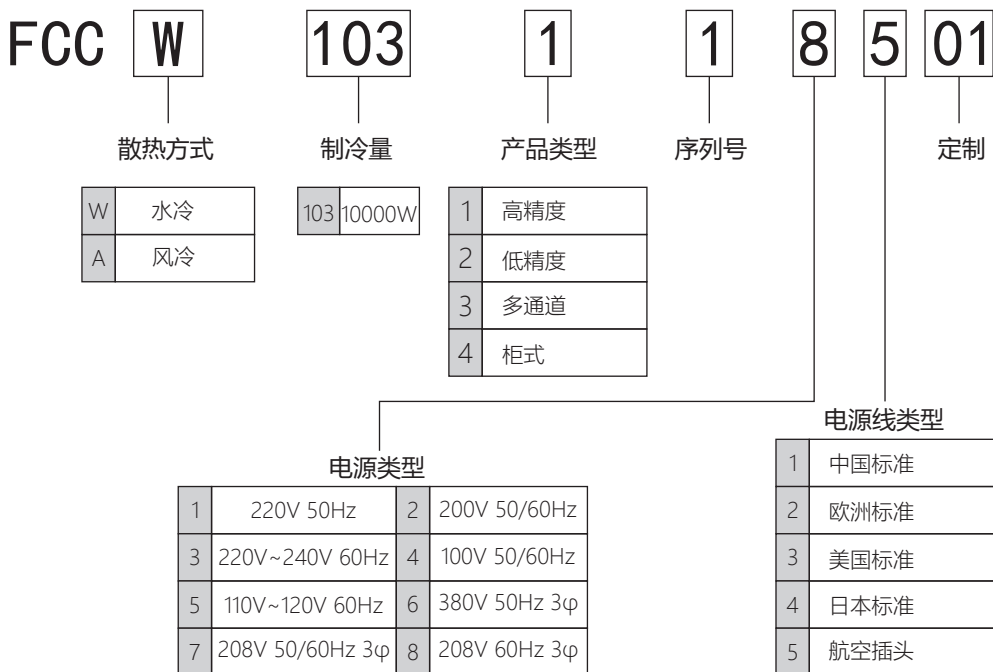 FCC W 103 1 1 8 5 01
散热方式 制冷量 产品类型 序列号 定制
W 水冷
A 风冷
103 10000W
1 高精度
2 低精度
3 多通道
4 柜式
电源类型
1 220V 50Hz 2 200V 50/60Hz
3 220V~240V 60Hz 4 100V 50/60Hz
5 110V~120V 60Hz 6 380V 50Hz 3φ
7 208V 50/60Hz 3φ 8 208V 60Hz 3φ
电源线类型
1 中国标准
2 欧洲标准
3 美国标准
4 日本标准
5 航空插头